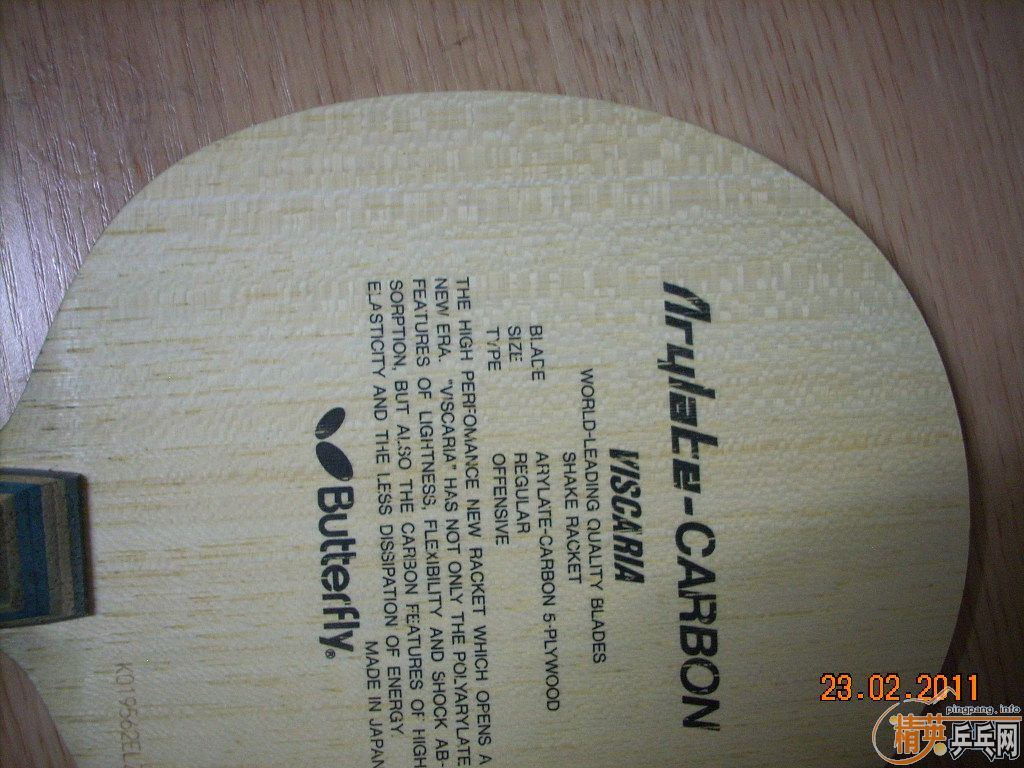 Arylate-CARBON
VISCARIA
WORLD-LEADING QUALITY BLADES
SHAKE RACKET
BLADE ARYLATE-CARBON 5-PLYWOOD
SIZE REGULAR
TYPE OFFENSIVE
THE HIGH PERFOMANCE NEW RACKET WHICH OPENS A
NEW ERA. "VISCARIA" HAS NOT ONLY THE POLYARYLATE
FEATURES OF LIGHTNESS, FLEXIBILITY AND SHOCK AB-
SORPTION, BUT ALSO THE CARBON FEATURES OF HIGH
ELASTICITY AND THE LESS DISSIPATION OF ENERGY.
MADE IN JAPAN
Butterfly®
23.02.2011
pingpang.info
精英乒乓网